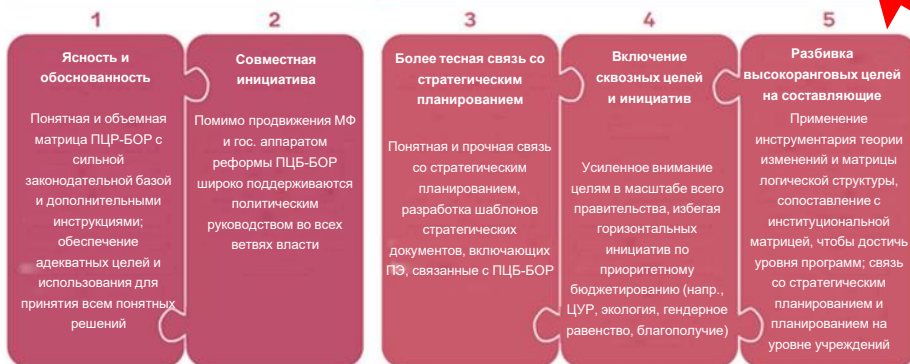 1
Ясность и
обоснованность
Понятная и объемная
матрица ПЦР-БОР с
сильной
законодательной базой
и дополнительными
инструкциями;
обеспечение
адекватных целей и
использования для
принятия всем понятных
решений
2
Совместная
инициатива
Помимо продвижения МФ
и гос. аппаратом
реформы ПЦБ-БОР
широко поддерживаются
политическим
руководством во всех
ветвях власти
3
Более тесная связь со
стратегическим
планированием
Понятная и прочная связь
со стратегическим
планированием,
разработка шаблонов
стратегических
документов, включающих
ПЭ, связанные с ПЦБ-БОР
4
Включение
сквозных целей
и инициатив
Усиленное внимание
целям в масштабе всего
правительства, избегая
горизонтальных
инициатив по
приоритетному
бюджетированию (напр.,
ЦУР, экология, гендерное
равенство, благополучие)
5
Разбивка
высокоранговых целей
на составляющие
Применение
инструментария теории
изменений и матрицы
логической структуры,
сопоставление с
институциональной
матрицей, чтобы достичь
уровня программ; связь
со стратегическим
планированием и
планированием на
уровне учреждений